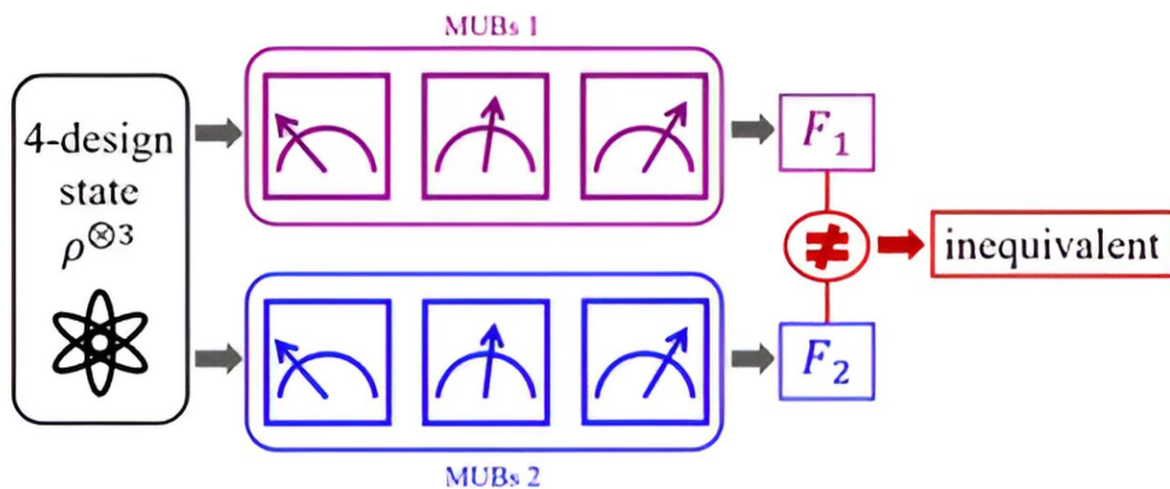 MUBs 1
4-design
state
ρ⊗3
F1
≠
inequivalent
F2
MUBs 2